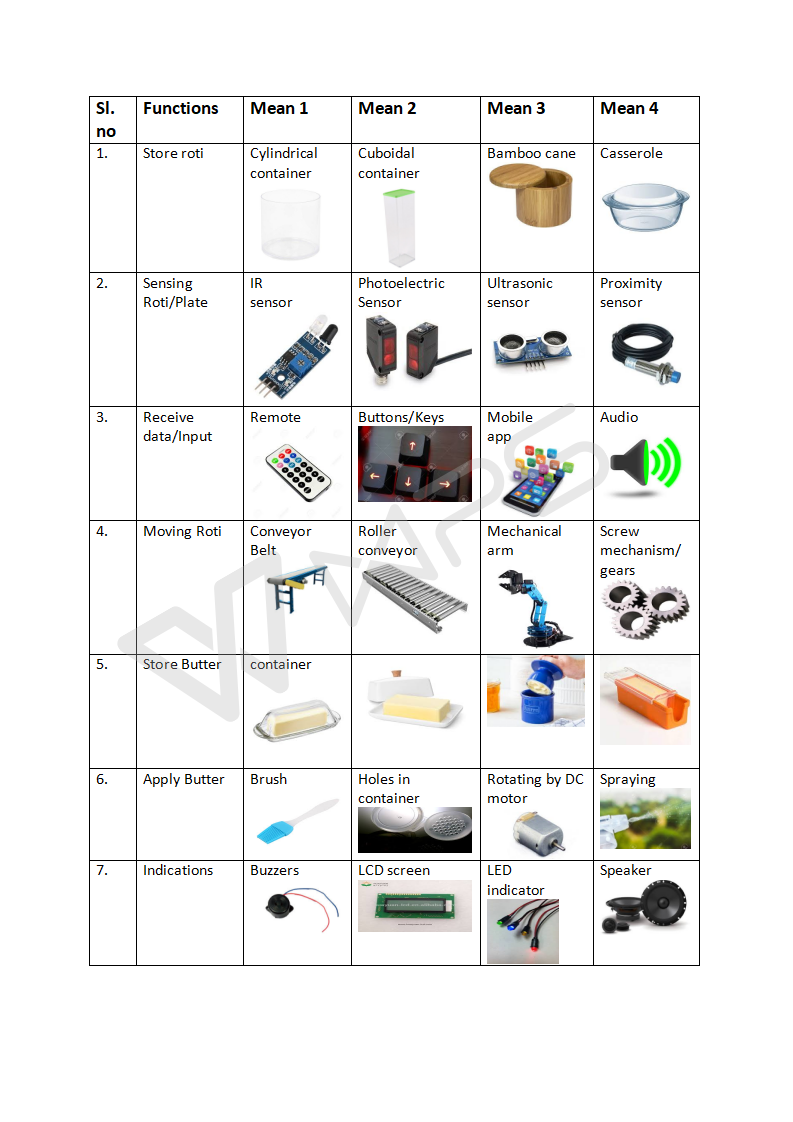 Sl. no Functions Mean 1 Mean 2 Mean 3 Mean 4
1. Store roti Cylindrical container Cuboidal container Bamboo cane Casserole
2. Sensing Roti/Plate IR sensor Photoelectric Sensor Ultrasonic sensor Proximity sensor
3. Receive data/Input Remote Buttons/Keys Mobile app Audio
4. Moving Roti Conveyor Belt Roller conveyor Mechanical arm Screw mechanism/ gears
5. Store Butter container
6. Apply Butter Brush Holes in container Rotating by DC motor Spraying
7. Indications Buzzers LCD screen LED indicator Speaker
WPS